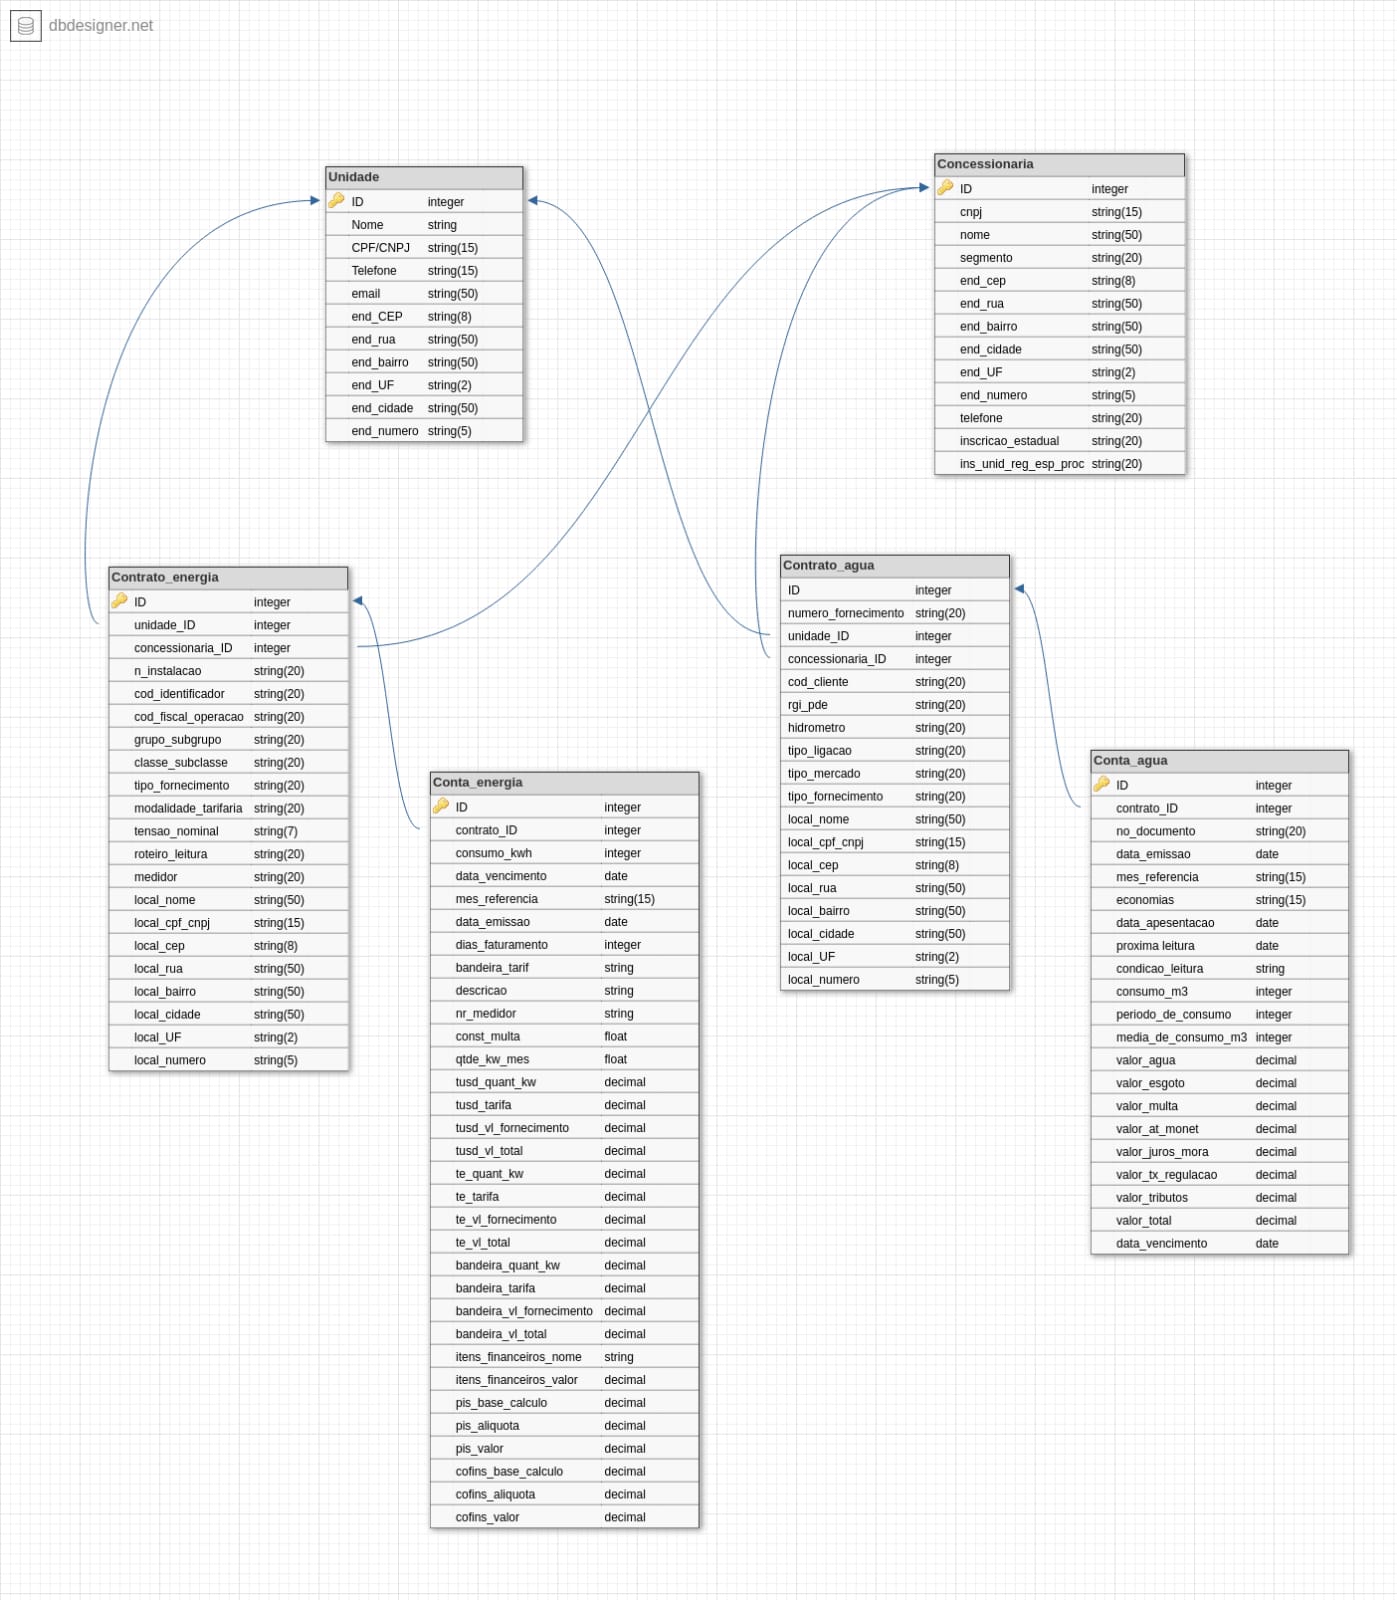 dbdesigner.net
Unidade
ID integer
Nome string
CPF/CNPJ string(15)
Telefone string(15)
email string(50)
end_CEP string(8)
end_rua string(50)
end_bairro string(50)
end_UF string(2)
end_cidade string(50)
end_numero string(5)
Concessionaria
ID integer
cnpj string(15)
nome string(50)
segmento string(20)
end_cep string(8)
end_rua string(50)
end_bairro string(50)
end_cidade string(50)
end_UF string(2)
end_numero string(5)
telefone string(20)
inscricao_estadual string(20)
ins_unid_reg_esp_proc string(20)
Contrato_energia
ID integer
unidade_ID integer
concessionaria_ID integer
n_instalacao string(20)
cod_identificador string(20)
cod_fiscal_operacao string(20)
grupo_subgrupo string(20)
classe_subclasse string(20)
tipo_fornecimento string(20)
modalidade_tarifaria string(20)
tensao_nominal string(7)
roteiro_leitura string(20)
medidor string(20)
local_nome string(50)
local_cpf_cnpj string(15)
local_cep string(8)
local_rua string(50)
local_bairro string(50)
local_cidade string(50)
local_UF string(2)
local_numero string(5)
Contrato_agua
ID integer
numero_fornecimento string(20)
unidade_ID integer
concessionaria_ID integer
cod_cliente string(20)
rgi_pde string(20)
hidrometro string(20)
tipo_ligacao string(20)
tipo_mercado string(20)
tipo_fornecimento string(20)
local_nome string(50)
local_cpf_cnpj string(15)
local_cep string(8)
local_rua string(50)
local_bairro string(50)
local_cidade string(50)
local_UF string(2)
local_numero string(5)
Conta_energia
ID integer
contrato_ID integer
consumo_kwh integer
data_vencimento date
mes_referencia string(15)
data_emissao date
dias_faturamento integer
bandeira_tarif string
descricao string
nr_medidor string
const_multa float
qtde_kw_mes float
tusd_quant_kw decimal
tusd_tarifa decimal
tusd_vl_fornecimento decimal
tusd_vl_total decimal
te_quant_kw decimal
te_tarifa decimal
te_vl_fornecimento decimal
te_vl_total decimal
bandeira_quant_kw decimal
bandeira_tarifa decimal
bandeira_vl_fornecimento decimal
bandeira_vl_total decimal
itens_financeiros_nome string
itens_financeiros_valor decimal
pis_base_calculo decimal
pis_aliquota decimal
pis_valor decimal
cofins_base_calculo decimal
cofins_aliquota decimal
cofins_valor decimal
Conta_agua
ID integer
contrato_ID integer
no_documento string(20)
data_emissao date
mes_referencia string(15)
economias string(15)
data_apesentacao date
proxima leitura date
condicao_leitura string
consumo_m3 integer
periodo_de_consumo integer
media_de_consumo_m3 integer
valor_agua decimal
valor_esgoto decimal
valor_multa decimal
valor_at_monet decimal
valor_juros_mora decimal
valor_tx_regulacao decimal
valor_tributos decimal
valor_total decimal
data_vencimento date